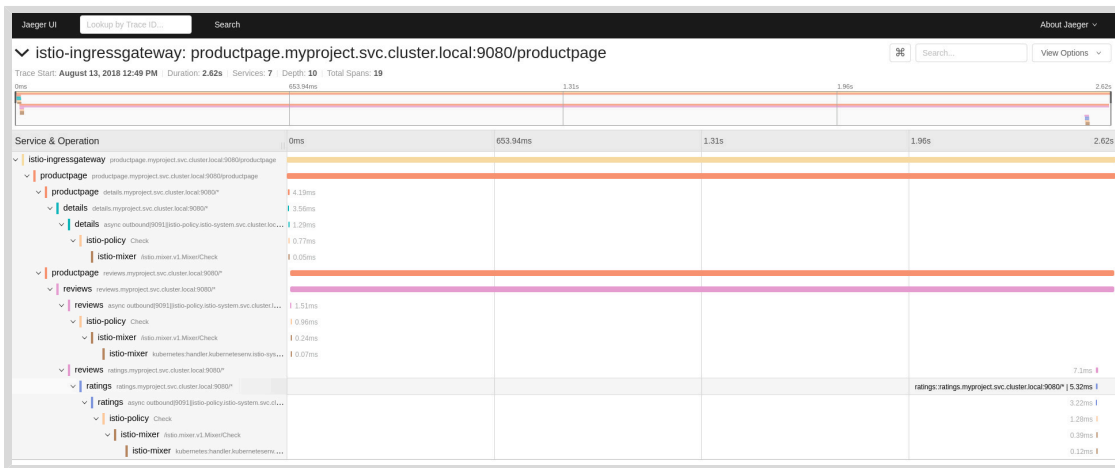 Jaeger UI Lookup by Trace ID... Search About Jaeger
istio-ingressgateway: productpage.myproject.svc.cluster.local:9080/productpage ⌘ Search... View Options
Trace Start: August 13, 2018 12:49 PM | Duration: 2.62s | Services: 7 | Depth: 10 | Total Spans: 19
0ms 653.94ms 1.31s 1.96s 2.62s
Service & Operation 0ms 653.94ms 1.31s 1.96s 2.62s
istio-ingressgateway productpage.myproject.svc.cluster.local:9080/productpage
productpage productpage.myproject.svc.cluster.local:9080/productpage
productpage details.myproject.svc.cluster.local:9080/* 4.19ms
details details.myproject.svc.cluster.local:9080/* 3.56ms
details async outbound|9091||istio-policy.istio-system.svc.cluster.loc... 1.29ms
istio-policy Check 0.77ms
istio-mixer /istio.mixer.v1.Mixer/Check 0.05ms
productpage reviews.myproject.svc.cluster.local:9080/*
reviews reviews.myproject.svc.cluster.local:9080/*
reviews async outbound|9091||istio-policy.istio-system.svc.cluster.l... 1.51ms
istio-policy Check 0.96ms
istio-mixer /istio.mixer.v1.Mixer/Check 0.24ms
istio-mixer kubernetes:handler.kubernetesenv.istio-sys... 0.07ms
reviews ratings.myproject.svc.cluster.local:9080/* 7.1ms
ratings ratings.myproject.svc.cluster.local:9080/* ratings::ratings.myproject.svc.cluster.local:9080/* | 5.32ms
ratings async outbound|9091||istio-policy.istio-system.svc.cl... 3.22ms
istio-policy Check 1.28ms
istio-mixer /istio.mixer.v1.Mixer/Check 0.39ms
istio-mixer kubernetes:handler.kubernetesenv.... 0.12ms